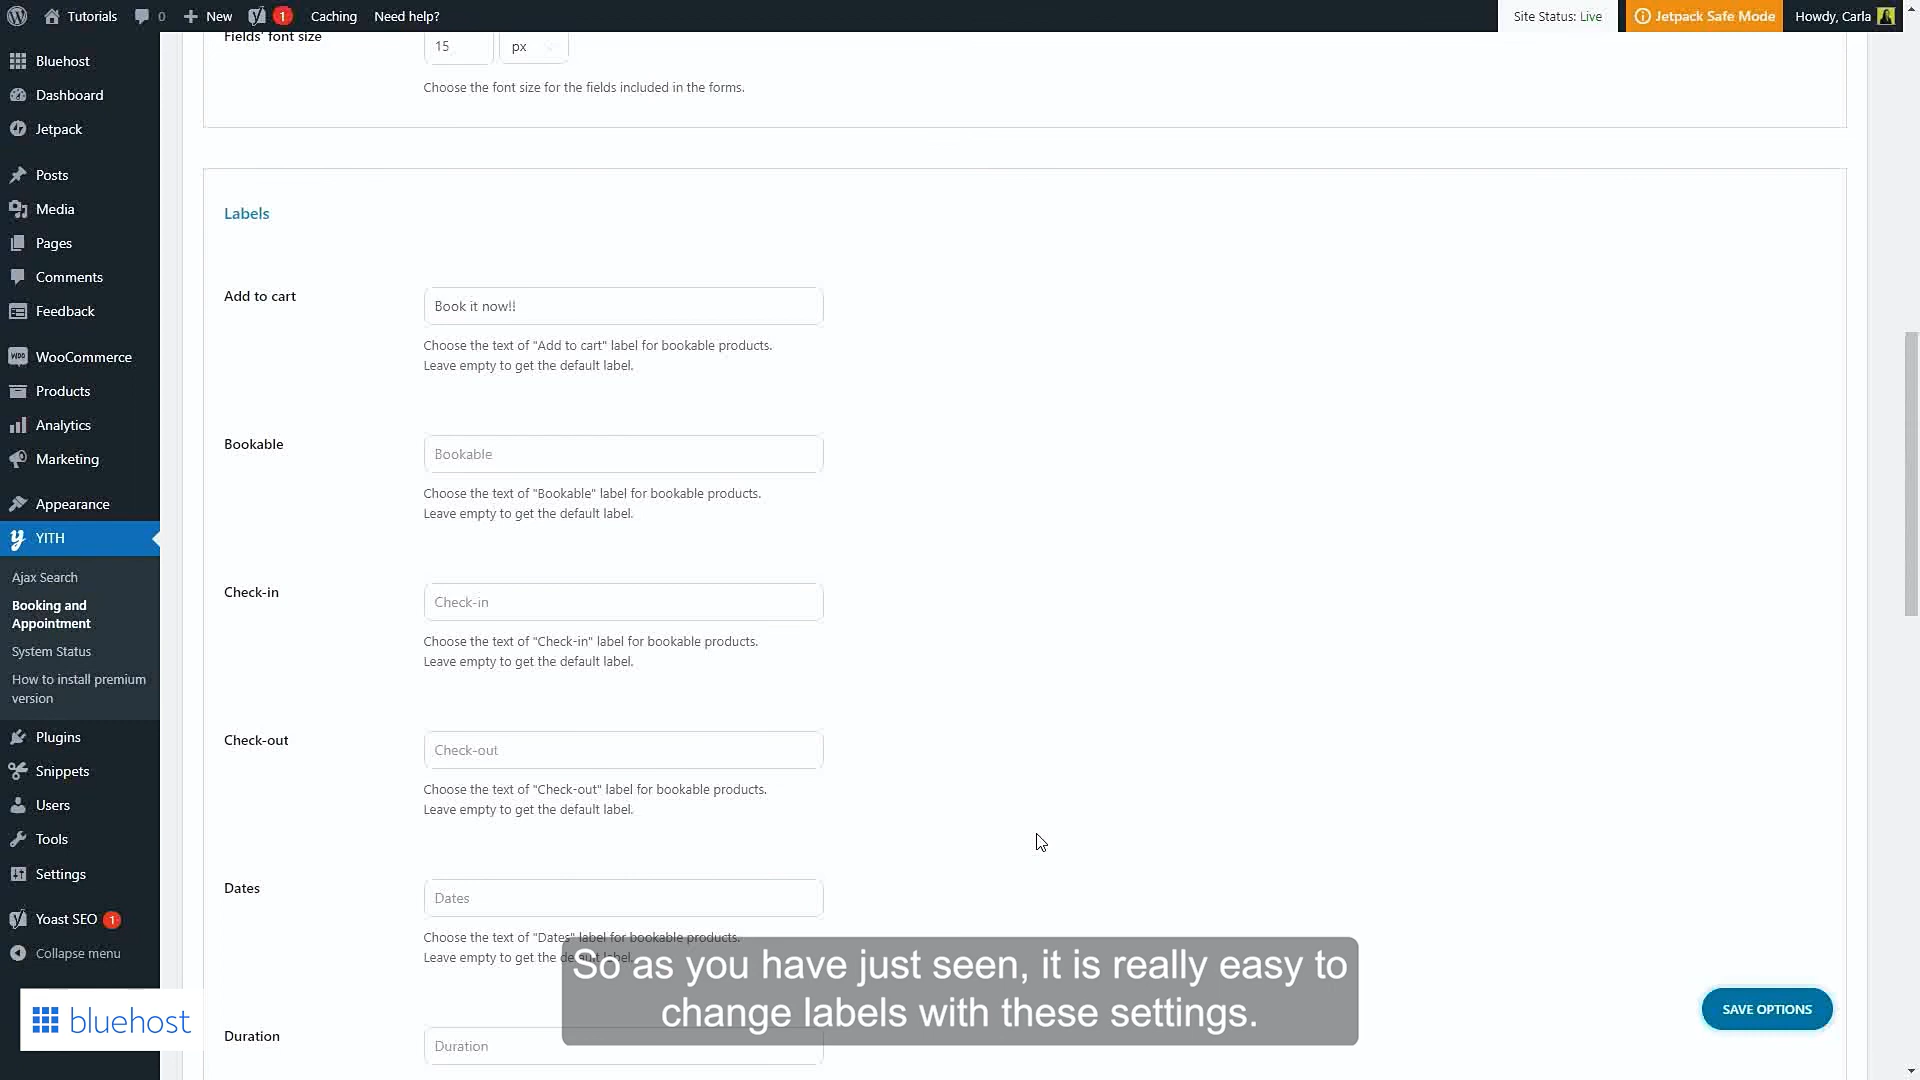 Tutorials 0 New 1 Caching Need help? Site Status: Live Jetpack Safe Mode Howdy, Carla
Bluehost
Dashboard
Jetpack
Posts
Media
Pages
Comments
Feedback
WooCommerce
Products
Analytics
Marketing
Appearance
YITH
Ajax Search
Booking and
Appointment
System Status
How to install premium
version
Plugins
Snippets
Users
Tools
Settings
Yoast SEO 1
Collapse menu
bluehost
Fields' font size
15 px
Choose the font size for the fields included in the forms.
Labels
Add to cart
Book it now!!
Choose the text of "Add to cart" label for bookable products.
Leave empty to get the default label.
Bookable
Bookable
Choose the text of "Bookable" label for bookable products.
Leave empty to get the default label.
Check-in
Check-in
Choose the text of "Check-in" label for bookable products.
Leave empty to get the default label.
Check-out
Check-out
Choose the text of "Check-out" label for bookable products.
Leave empty to get the default label.
Dates
Dates
Choose the text of "Dates" label for bookable products.
Leave empty to get the default label.
So as you have just seen, it is really easy to
change labels with these settings.
SAVE OPTIONS
Duration
Duration